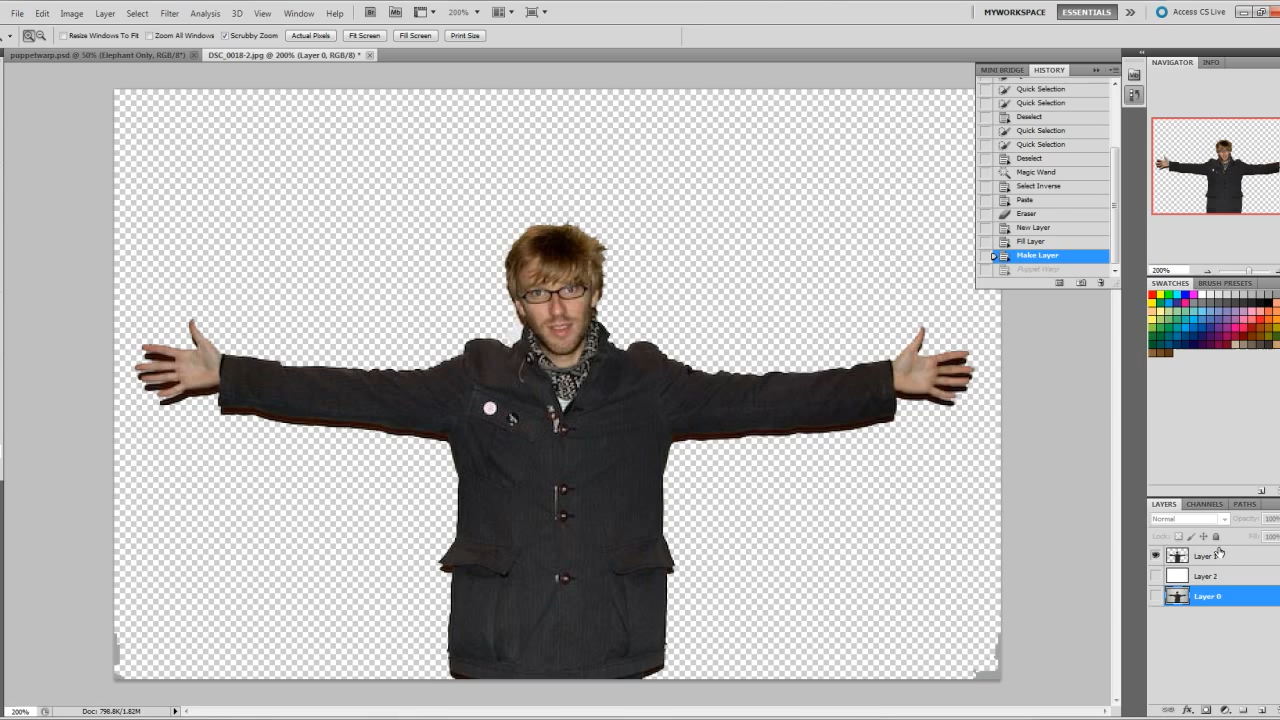 File Edit Image Layer Select Filter Analysis 3D View Window Help Br Mb 200% MYWORKSPACE ESSENTIALS Access CS Live
Resize Windows To Fit Zoom All Windows Scrubby Zoom Actual Pixels Fit Screen Fill Screen Print Size
puppetwarp.psd @ 50% (Elephant Only, RGB/8*) DSC_0018-2.jpg @ 200% (Layer 0, RGB/8) *
MINI BRIDGE HISTORY
Quick Selection
Quick Selection
Deselect
Quick Selection
Quick Selection
Deselect
Magic Wand
Select Inverse
Paste
Eraser
New Layer
Fill Layer
Make Layer
Puppet Warp
Mb
NAVIGATOR INFO
200%
SWATCHES BRUSH PRESETS
LAYERS CHANNELS PATHS
Normal Opacity: 100%
Lock: Fill: 100%
Layer 1
Layer 2
Layer 0
200% Doc: 798.8K/1.82M